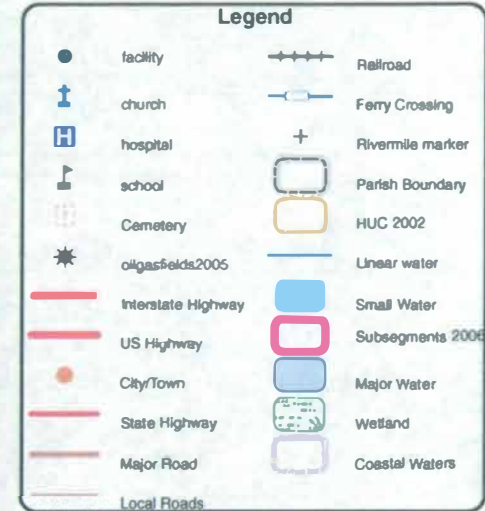 Legend
facility
church
H
hospital
school
Cemetery
oilgasfields2005
Interstate Highway
US Highway
City/Town
State Highway
Major Road
Local Roads
Railroad
Ferry Crossing
Rivermile marker
Parish Boundary
HUC 2002
Linear water
Small Water
Subsegments 2006
Major Water
Wetland
Coastal Waters